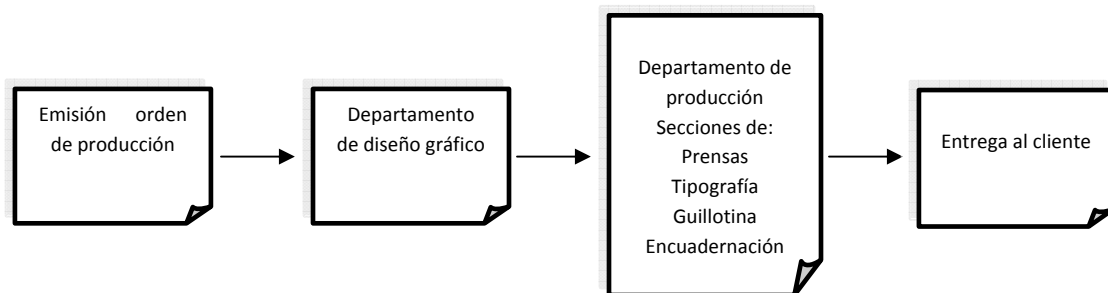 Emisión orden
de producción
Departamento
de diseño gráfico
Departamento de
producción
Secciones de:
Prensas
Tipografía
Guillotina
Encuadernación
Entrega al cliente